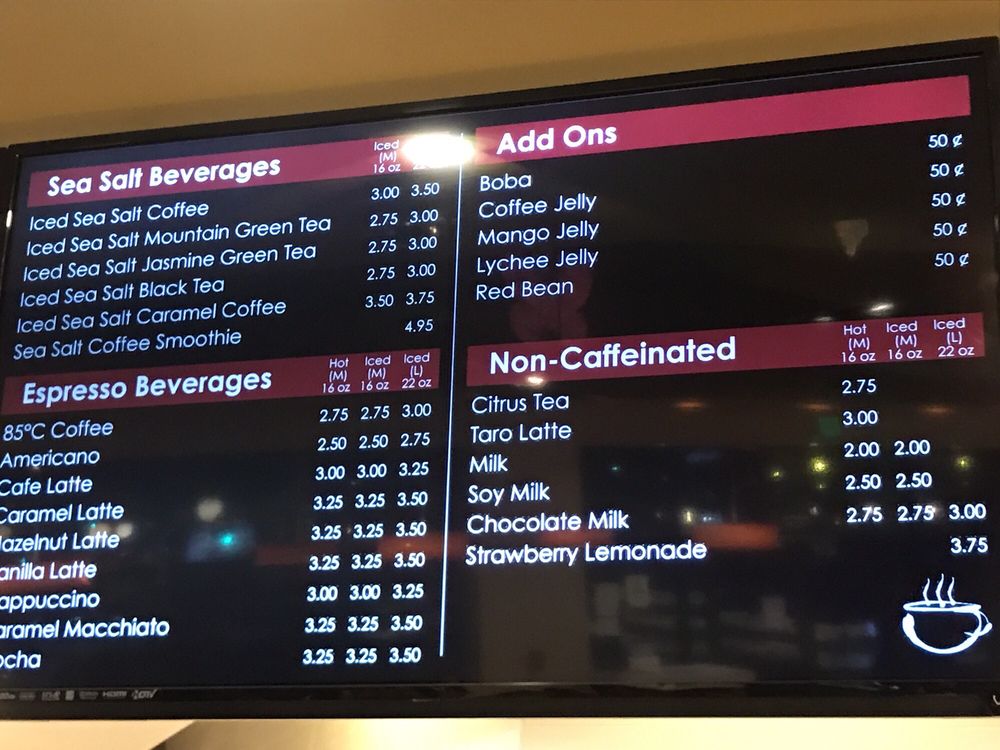 Sea Salt Beverages Iced (M) 16 oz
Iced Sea Salt Coffee 3.00 3.50
Iced Sea Salt Mountain Green Tea 2.75 3.00
Iced Sea Salt Jasmine Green Tea 2.75 3.00
Iced Sea Salt Black Tea 2.75 3.00
Iced Sea Salt Caramel Coffee 3.50 3.75
Sea Salt Coffee Smoothie 4.95
Espresso Beverages Hot (M) 16 oz Iced (M) 16 oz Iced (L) 22 oz
85°C Coffee 2.75 2.75 3.00
Americano 2.50 2.50 2.75
Cafe Latte 3.00 3.00 3.25
Caramel Latte 3.25 3.25 3.50
azelnut Latte 3.25 3.25 3.50
anilla Latte 3.25 3.25 3.50
appuccino 3.00 3.00 3.25
aramel Macchiato 3.25 3.25 3.50
ocha 3.25 3.25 3.50
Add Ons
Boba 50 ¢
Coffee Jelly 50 ¢
Mango Jelly 50 ¢
Lychee Jelly 50 ¢
Red Bean 50 ¢
Non-Caffeinated Hot (M) 16 oz Iced (M) 16 oz Iced (L) 22 oz
Citrus Tea 2.75
Taro Latte 3.00
Milk 2.00 2.00
Soy Milk 2.50 2.50
Chocolate Milk 2.75 2.75 3.00
Strawberry Lemonade 3.75
HDMI